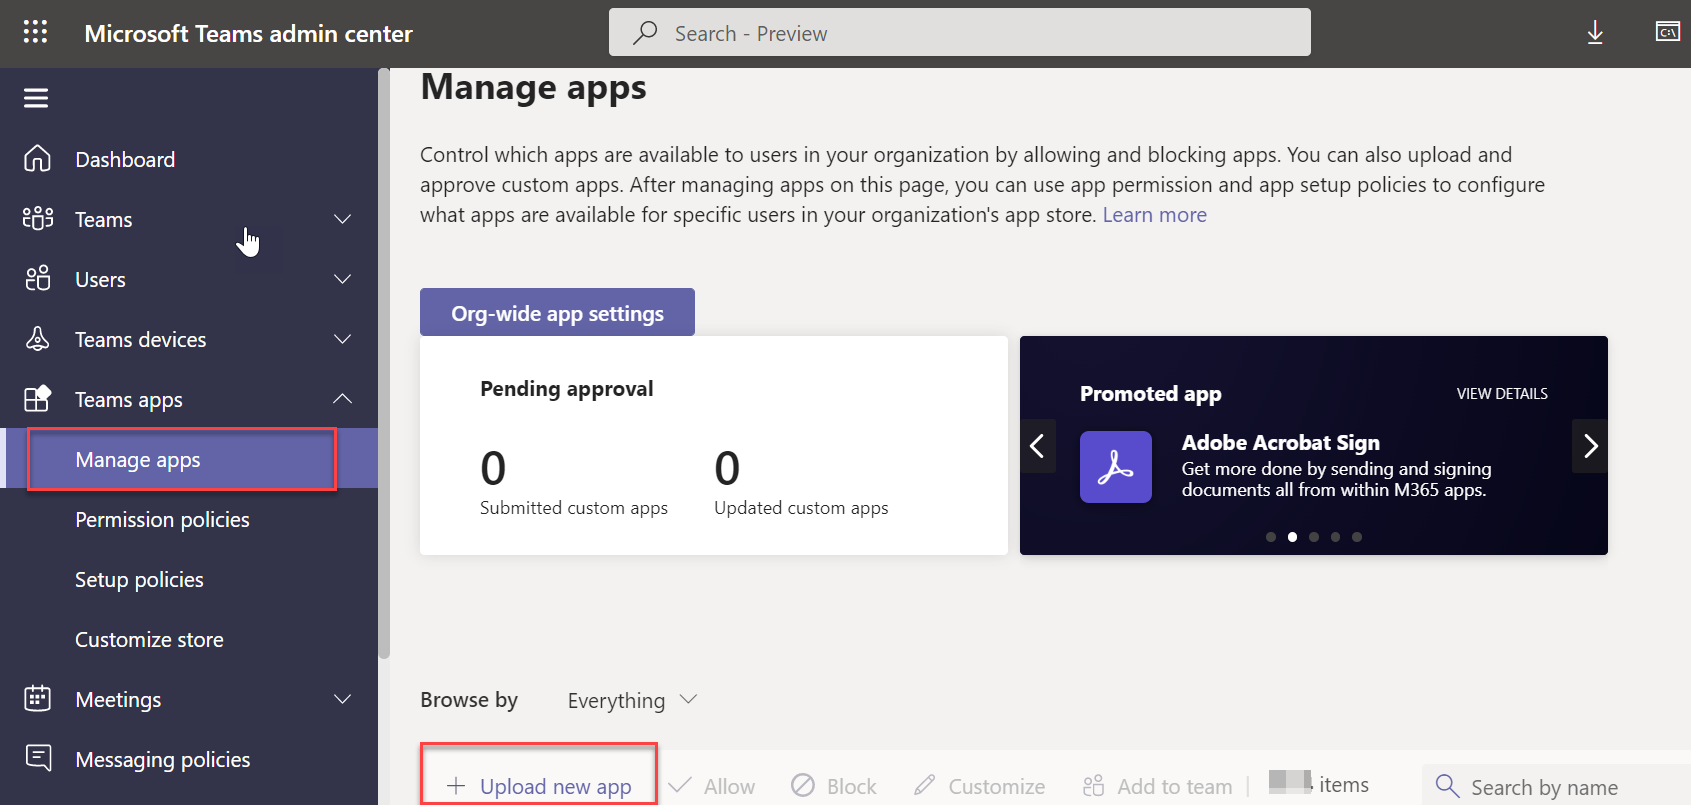 Microsoft Teams admin center
Search - Preview
C:\
Dashboard
Teams
Users
Teams devices
Teams apps
Manage apps
Permission policies
Setup policies
Customize store
Meetings
Messaging policies
Manage apps
Control which apps are available to users in your organization by allowing and blocking apps. You can also upload and
approve custom apps. After managing apps on this page, you can use app permission and app setup policies to configure
what apps are available for specific users in your organization's app store. Learn more
Org-wide app settings
Pending approval
0
Submitted custom apps
0
Updated custom apps
Promoted app
VIEW DETAILS
Adobe Acrobat Sign
Get more done by sending and signing
documents all from within M365 apps.
Browse by
Everything
Upload new app
Allow
Block
Customize
Add to team
items
Search by name